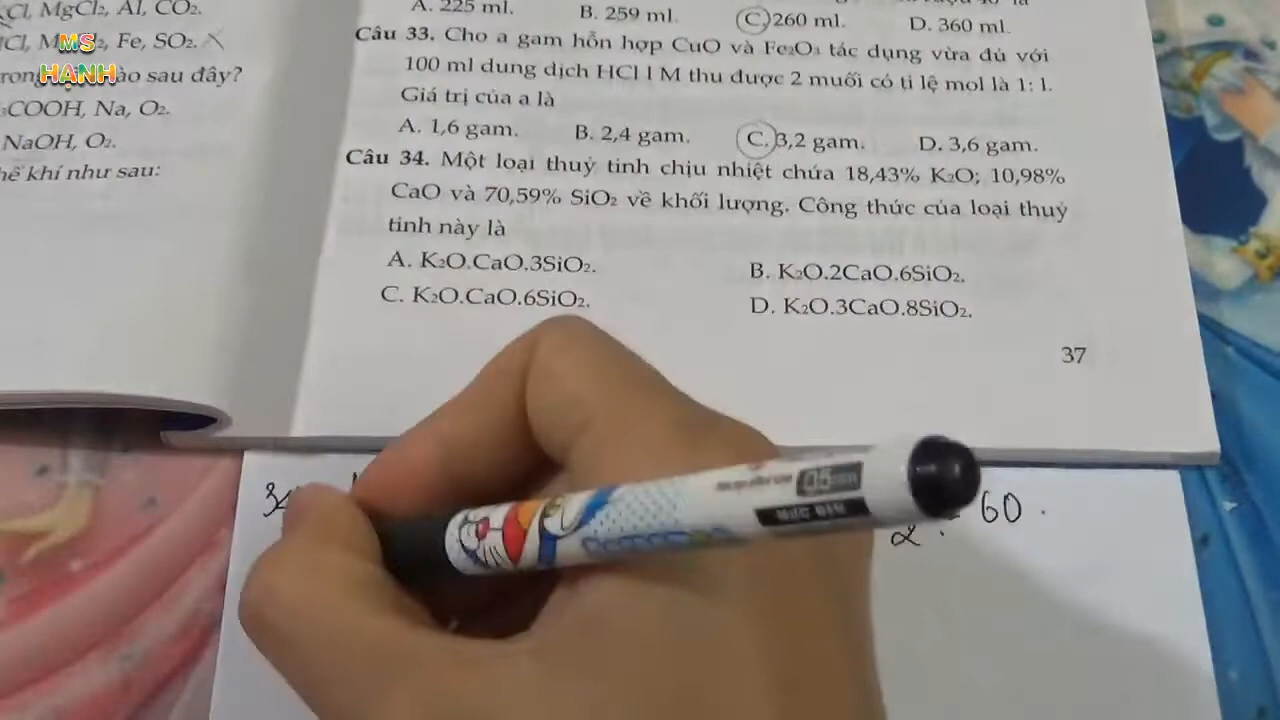 Cl, MgCl₂, Al, CO₂.
Fe, SO₂.
nào sau đây?
COOH, Na, O₂.
NaOH, O₂.
khí như sau:
MS
HẠNH
A. 225 ml. B. 259 ml. C. 260 ml. D. 360 ml.
Câu 33. Cho a gam hỗn hợp CuO và Fe₂O₃ tác dụng vừa đủ với
100 ml dung dịch HCl 1 M thu được 2 muối có tỉ lệ mol là 1: 1.
Giá trị của a là
A. 1,6 gam. B. 2,4 gam. C. 3,2 gam. D. 3,6 gam.
Câu 34. Một loại thuỷ tinh chịu nhiệt chứa 18,43% K₂O; 10,98%
CaO và 70,59% SiO₂ về khối lượng. Công thức của loại thuỷ
tinh này là
A. K₂O.CaO.3SiO₂. B. K₂O.2CaO.6SiO₂.
C. K₂O.CaO.6SiO₂. D. K₂O.3CaO.8SiO₂.
37
60
05mm
MỰC ĐEN